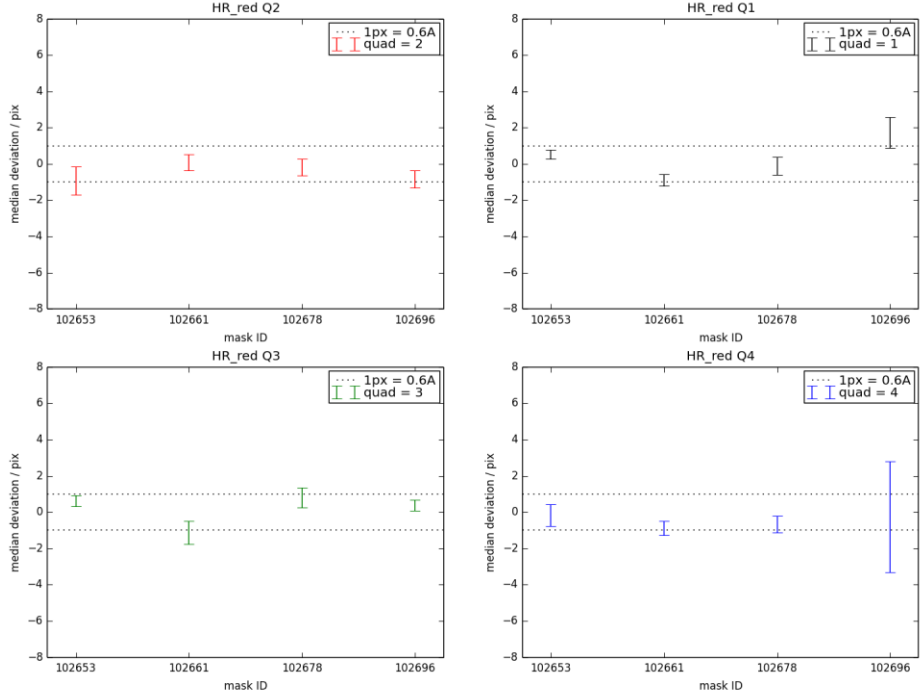 HR_red Q2
1px = 0.6A
quad = 2
median deviation / pix
8
6
4
2
0
−2
−4
−6
−8
102653 102661 102678 102696
mask ID
HR_red Q1
1px = 0.6A
quad = 1
median deviation / pix
8
6
4
2
0
−2
−4
−6
−8
102653 102661 102678 102696
mask ID
HR_red Q3
1px = 0.6A
quad = 3
median deviation / pix
8
6
4
2
0
−2
−4
−6
−8
102653 102661 102678 102696
mask ID
HR_red Q4
1px = 0.6A
quad = 4
median deviation / pix
8
6
4
2
0
−2
−4
−6
−8
102653 102661 102678 102696
mask ID